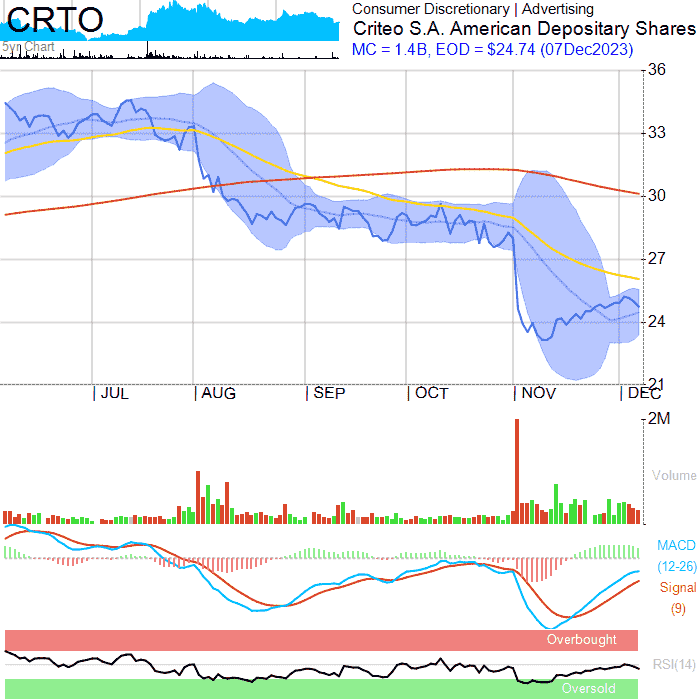 CRTO
5yr Chart
Consumer Discretionary | Advertising
Criteo S.A. American Depositary Shares
MC = 1.4B, EOD = $24.74 (07Dec2023)
36
33
30
27
24
21
JUL AUG SEP OCT NOV DEC
2M
Volume
MACD
(12-26)
Signal
(9)
Overbought
RSI(14)
Oversold